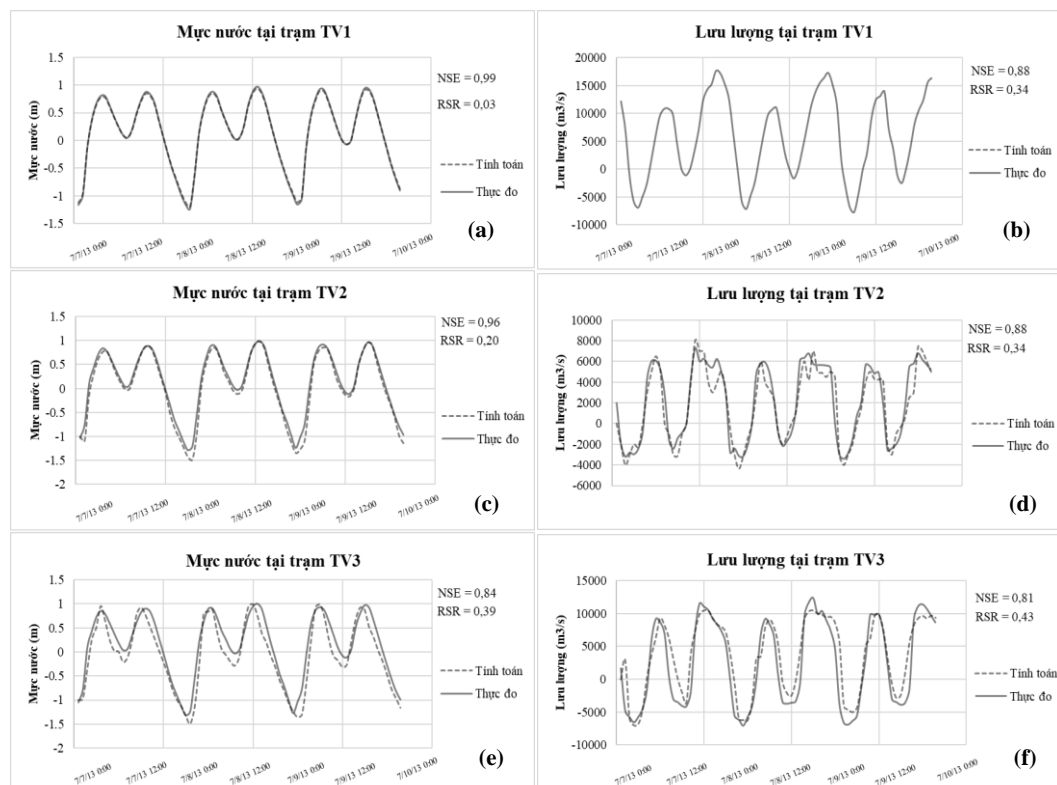 Mực nước tại trạm TV1
Mực nước (m)
1.5
1
0.5
0
-0.5
-1
-1.5
7/7/13 0:00
7/7/13 12:00
7/8/13 0:00
7/8/13 12:00
7/9/13 0:00
7/9/13 12:00
7/10/13 0:00
NSE = 0,99
RSR = 0,03
Tính toán
Thực đo
(a)
Lưu lượng tại trạm TV1
Lưu lượng (m3/s)
20000
15000
10000
5000
0
-5000
-10000
7/7/13 0:00
7/7/13 12:00
7/8/13 0:00
7/8/13 12:00
7/9/13 0:00
7/9/13 12:00
7/10/13 0:00
NSE = 0,88
RSR = 0,34
Tính toán
Thực đo
(b)
Mực nước tại trạm TV2
Mực nước (m)
1.5
1
0.5
0
-0.5
-1
-1.5
-2
7/7/13 0:00
7/7/13 12:00
7/8/13 0:00
7/8/13 12:00
7/9/13 0:00
7/9/13 12:00
7/10/13 0:00
NSE = 0,96
RSR = 0,20
Tính toán
Thực đo
(c)
Lưu lượng tại trạm TV2
Lưu lượng (m3/s)
10000
8000
6000
4000
2000
0
-2000
-4000
-6000
7/7/13 0:00
7/7/13 12:00
7/8/13 0:00
7/8/13 12:00
7/9/13 0:00
7/9/13 12:00
7/10/13 0:00
NSE = 0,88
RSR = 0,34
Tính toán
Thực đo
(d)
Mực nước tại trạm TV3
Mực nước (m)
1.5
1
0.5
0
-0.5
-1
-1.5
-2
7/7/13 0:00
7/7/13 12:00
7/8/13 0:00
7/8/13 12:00
7/9/13 0:00
7/9/13 12:00
7/10/13 0:00
NSE = 0,84
RSR = 0,39
Tính toán
Thực đo
(e)
Lưu lượng tại trạm TV3
Lưu lượng (m3/s)
15000
10000
5000
0
-5000
-10000
7/7/13 0:00
7/7/13 12:00
7/8/13 0:00
7/8/13 12:00
7/9/13 0:00
7/9/13 12:00
7/10/13 0:00
NSE = 0,81
RSR = 0,43
Tính toán
Thực đo
(f)